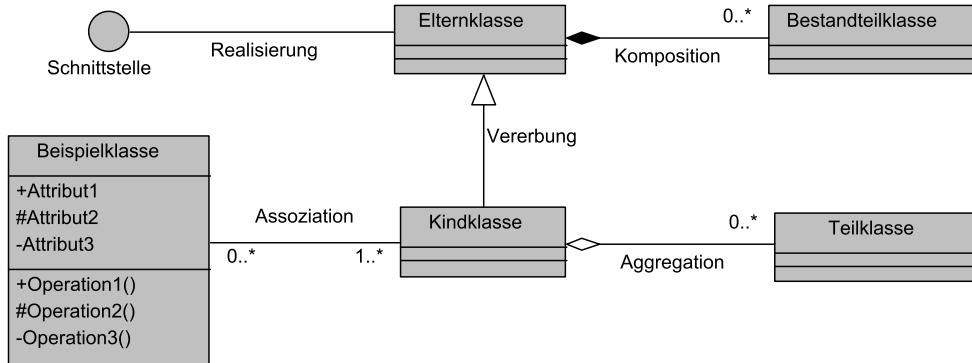 Elternklasse
0..*
Bestandteilklasse
Realisierung
Komposition
Schnittstelle
Vererbung
Beispielklasse
+Attribut1
#Attribut2
-Attribut3
+Operation1()
#Operation2()
-Operation3()
Assoziation
0..*
1..*
Kindklasse
0..*
Teilklasse
Aggregation